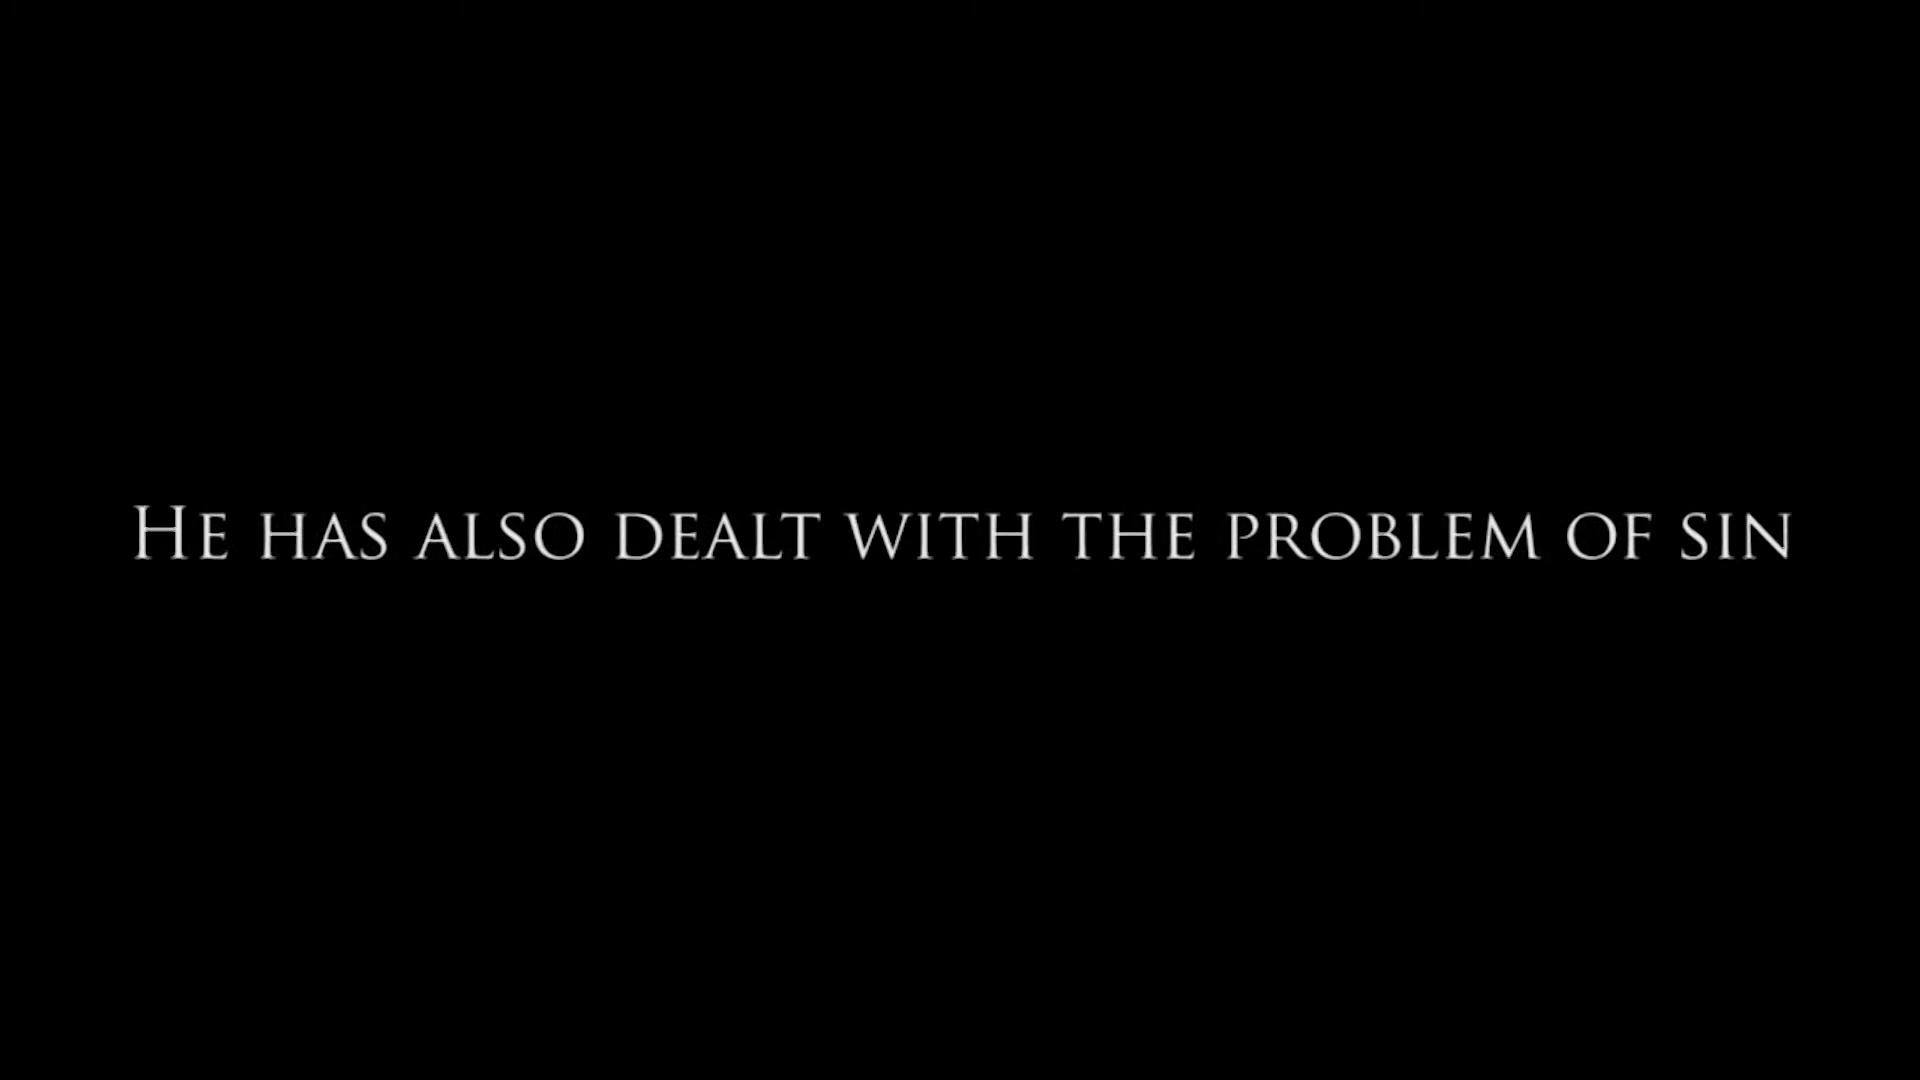 He has also dealt with the problem of sin